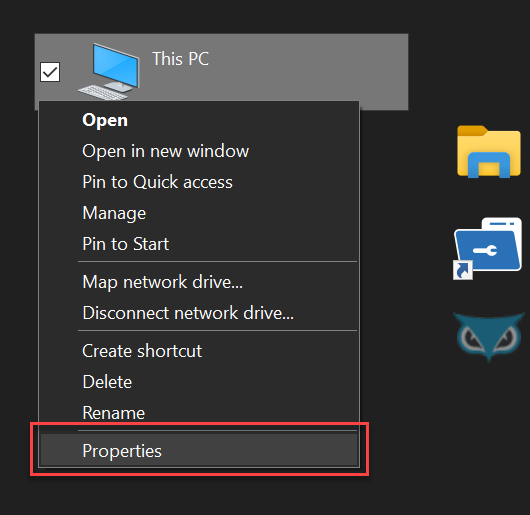 This PC
Open
Open in new window
Pin to Quick access
Manage
Pin to Start
Map network drive...
Disconnect network drive...
Create shortcut
Delete
Rename
Properties